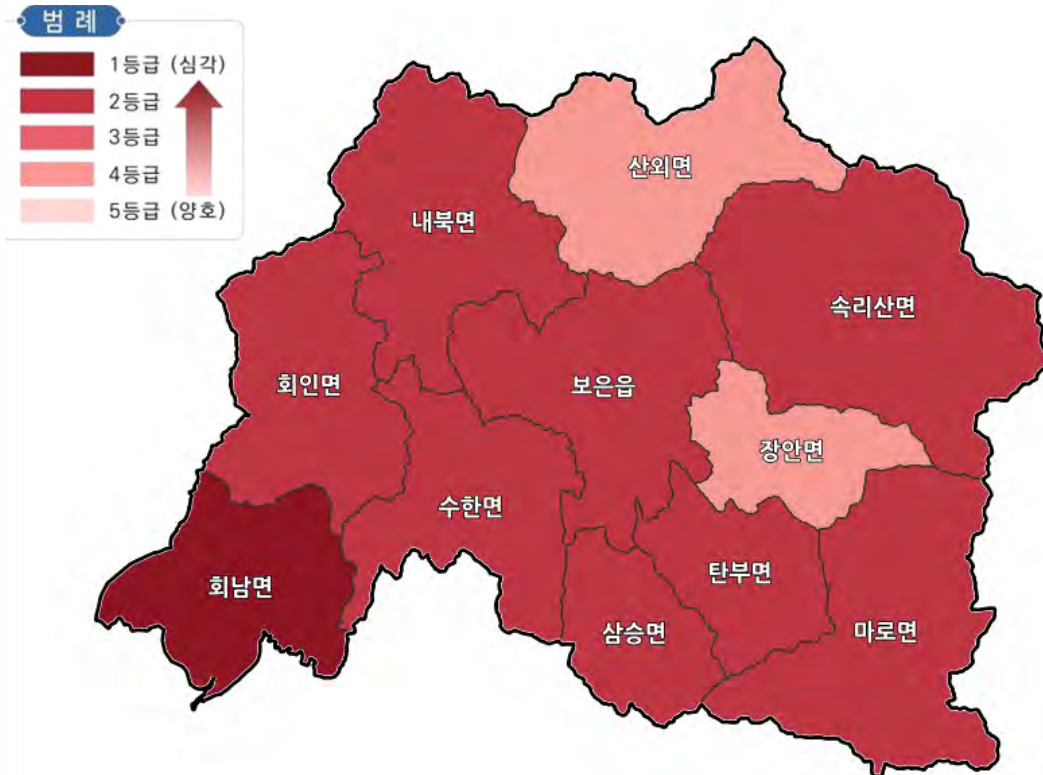 범 례
1등급 (심각)
2등급
3등급
4등급
5등급 (양호)
산외면
내북면
속리산면
회인면
보은읍
장안면
수한면
회남면
탄부면
삼승면
마로면